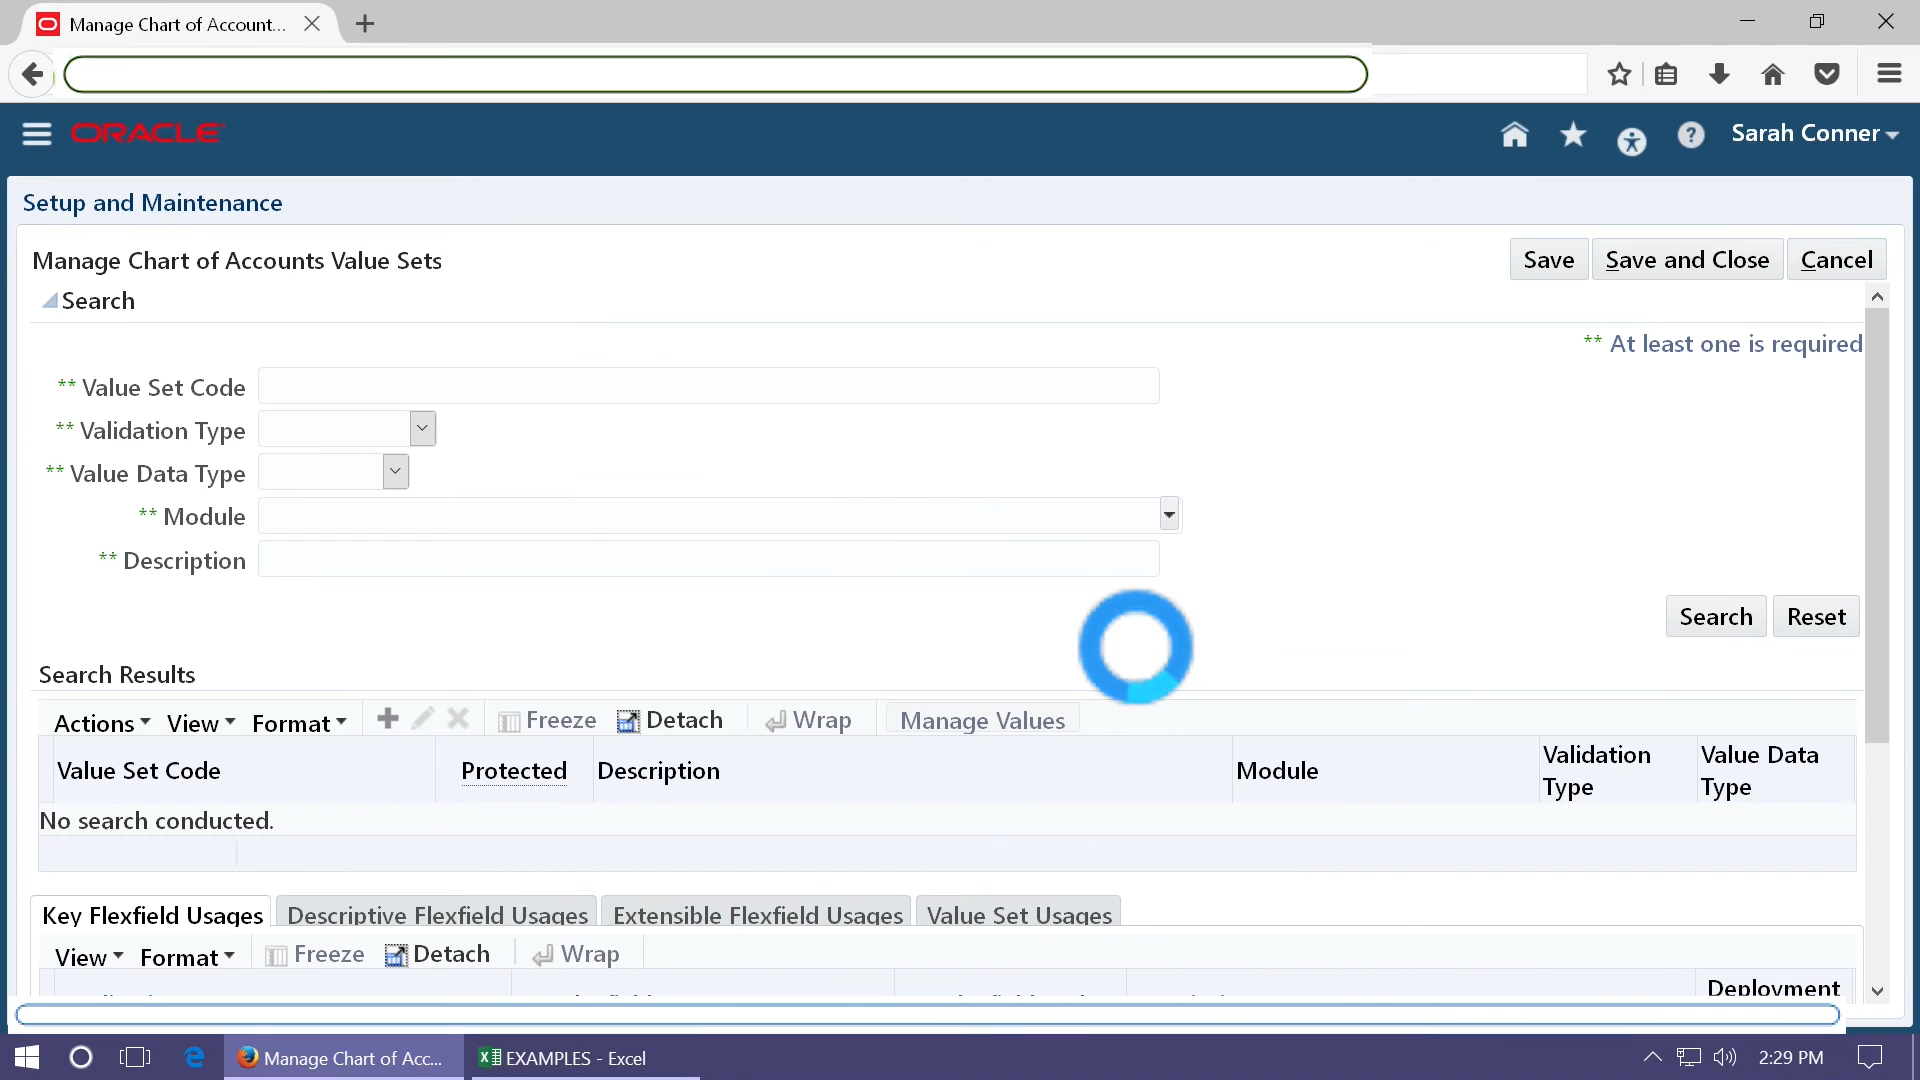 Manage Chart of Account...
ORACLE
Sarah Conner
Setup and Maintenance
Manage Chart of Accounts Value Sets
Save
Save and Close
Cancel
Search
** At least one is required
** Value Set Code
** Validation Type
** Value Data Type
** Module
** Description
Search
Reset
Search Results
Actions
View
Format
Freeze
Detach
Wrap
Manage Values
Value Set Code
Protected
Description
Module
Validation Type
Value Data Type
No search conducted.
Key Flexfield Usages
Descriptive Flexfield Usages
Extensible Flexfield Usages
Value Set Usages
View
Format
Freeze
Detach
Wrap
Deployment
Manage Chart of Acc...
EXAMPLES - Excel
2:29 PM